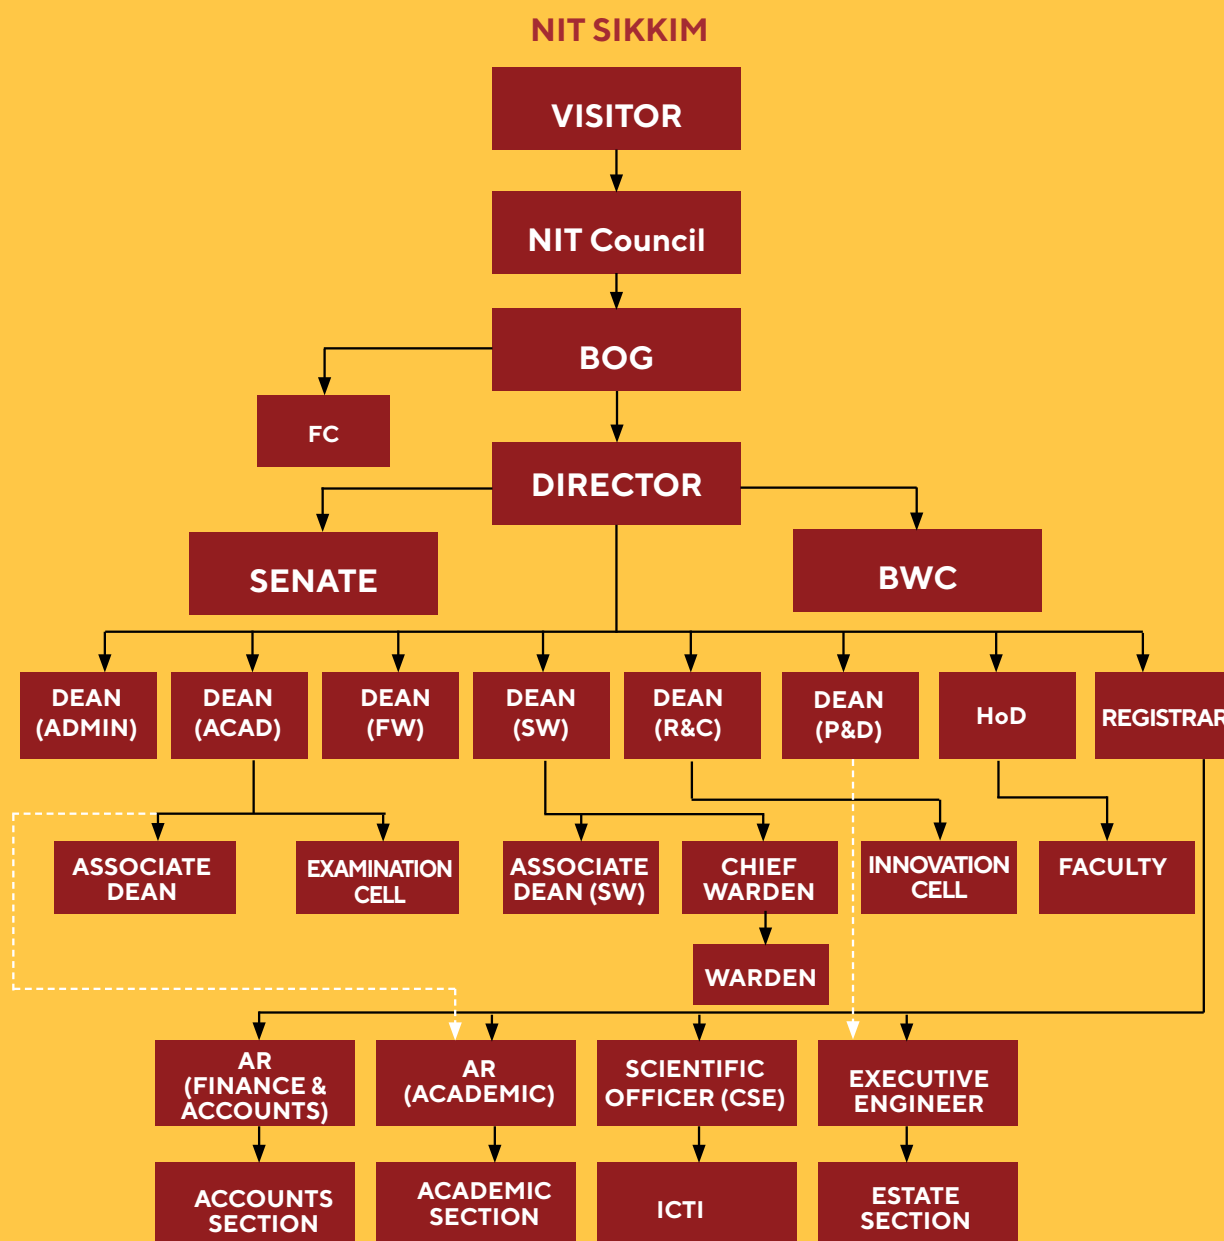 NIT SIKKIM
VISITOR
NIT Council
BOG
FC
DIRECTOR
SENATE
BWC
DEAN
(ADMIN)
DEAN
(ACAD)
DEAN
(FW)
DEAN
(SW)
DEAN
(R&C)
DEAN
(P&D)
HoD
REGISTRAR
ASSOCIATE
DEAN
EXAMINATION
CELL
ASSOCIATE
DEAN (SW)
CHIEF
WARDEN
INNOVATION
CELL
FACULTY
WARDEN
AR
(FINANCE &
ACCOUNTS)
AR
(ACADEMIC)
SCIENTIFIC
OFFICER (CSE)
EXECUTIVE
ENGINEER
ACCOUNTS
SECTION
ACADEMIC
SECTION
ICTI
ESTATE
SECTION